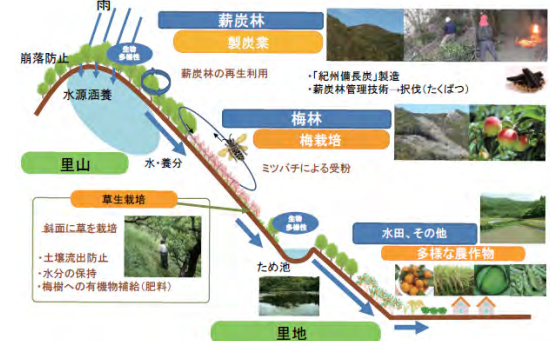 雨
薪炭林
製炭業
生物
多様性
崩落防止
薪炭林の再生利用
・「紀州備長炭」製造
・薪炭林管理技術→択伐(たくばつ)
水源涵養
梅林
梅栽培
里山
水・養分
ミツバチによる受粉
草生栽培
斜面に草を栽培
・土壌流出防止
・水分の保持
・梅樹への有機物補給(肥料)
生物
多様性
水田、その他
多様な農作物
ため池
里地